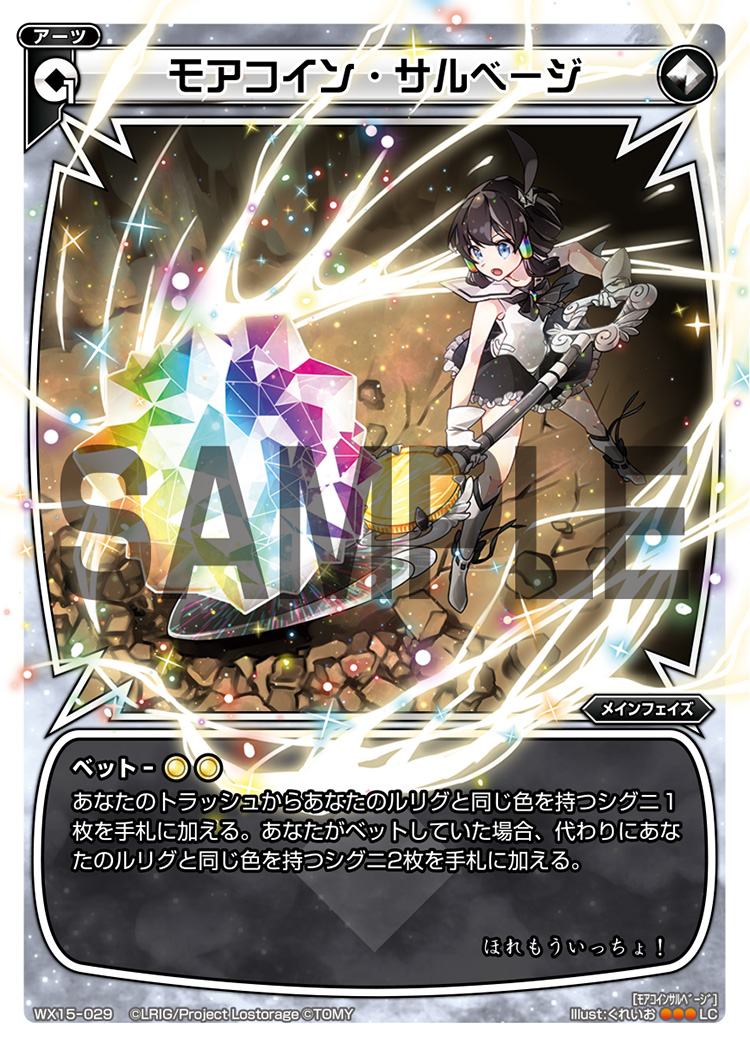 アーツ
モアコイン・サルベージ
1
SAMPLE
メインフェイズ
ベット-
あなたのトラッシュからあなたのルリグと同じ色を持つシグニ1
枚を手札に加える。あなたがベットしていた場合、代わりにあな
たのルリグと同じ色を持つシグニ2枚を手札に加える。
ほれもういっちょ!
[モアコインサルベージ]
WX15-029 ©LRIG/Project Lostorage ©TOMY Illust:くれいお LC